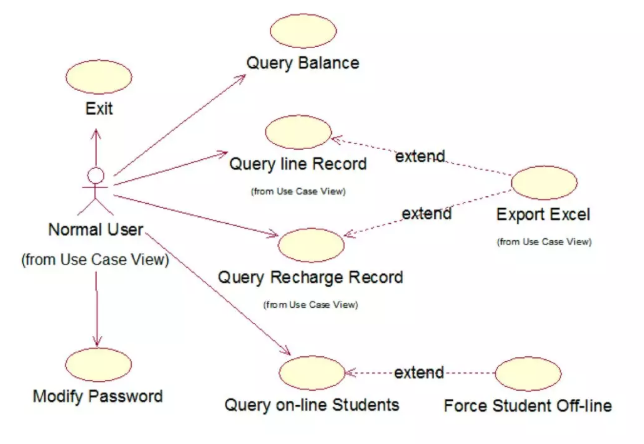 Query Balance
Exit
Query line Record
(from Use Case View)
extend
extend
Export Excel
(from Use Case View)
Normal User
(from Use Case View)
Query Recharge Record
(from Use Case View)
Modify Password
extend
Query on-line Students
Force Student Off-line